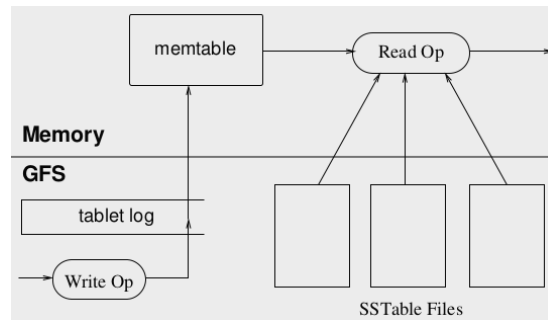 memtable
Read Op
Memory
GFS
tablet log
Write Op
SSTable Files